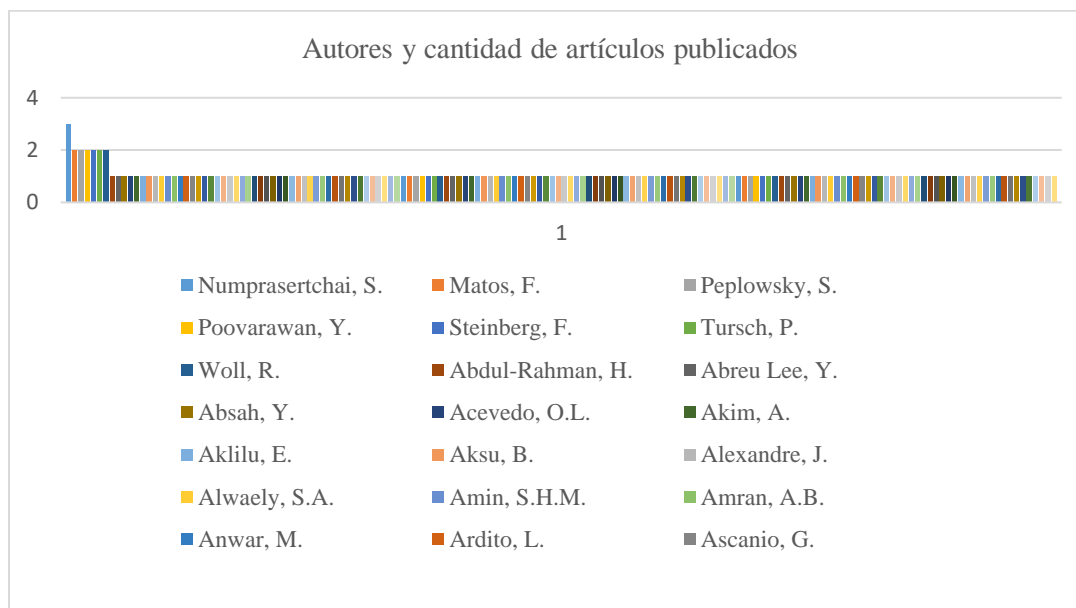 Autores y cantidad de artículos publicados
4
2
0
1
Numprasertchai, S. Matos, F. Peplowsky, S.
Poovarawan, Y. Steinberg, F. Tursch, P.
Woll, R. Abdul-Rahman, H. Abreu Lee, Y.
Absah, Y. Acevedo, O.L. Akim, A.
Aklilu, E. Aksu, B. Alexandre, J.
Alwaely, S.A. Amin, S.H.M. Amran, A.B.
Anwar, M. Ardito, L. Ascanio, G.